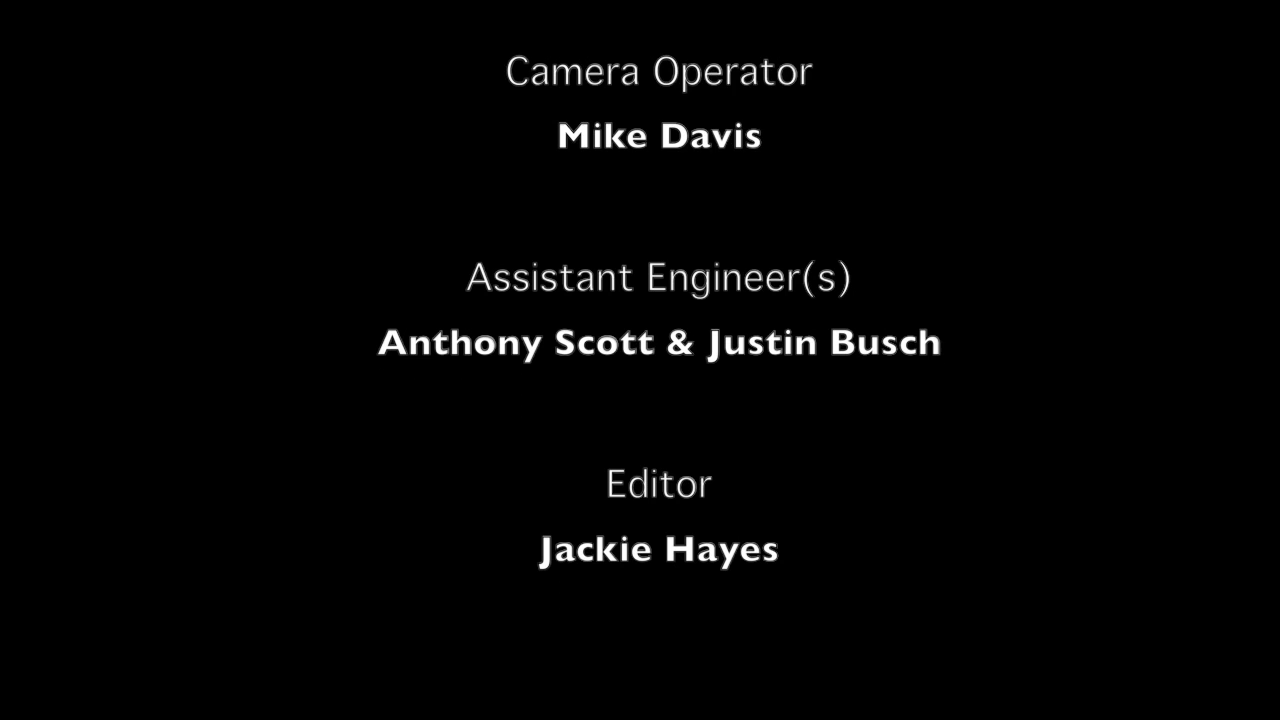 Camera Operator
Mike Davis
Assistant Engineer(s)
Anthony Scott & Justin Busch
Editor
Jackie Hayes